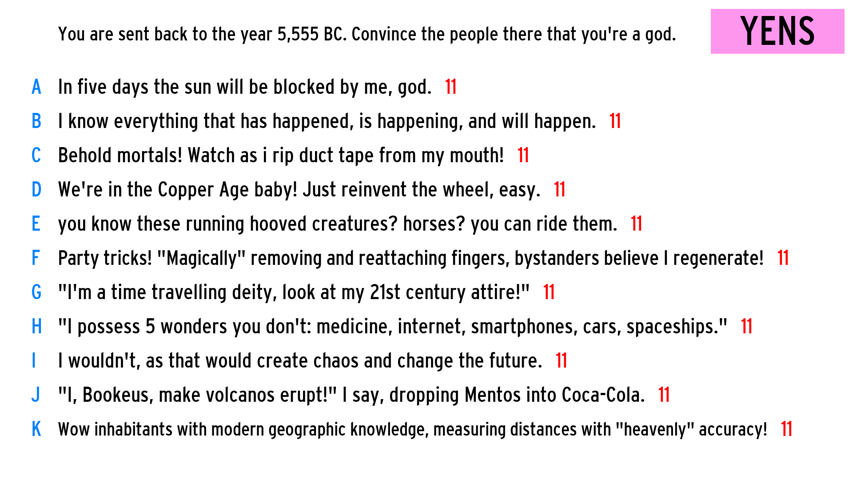 You are sent back to the year 5,555 BC. Convince the people there that you're a god.
YENS
A In five days the sun will be blocked by me, god. 11
B I know everything that has happened, is happening, and will happen. 11
C Behold mortals! Watch as i rip duct tape from my mouth! 11
D We're in the Copper Age baby! Just reinvent the wheel, easy. 11
E you know these running hooved creatures? horses? you can ride them. 11
F Party tricks! "Magically" removing and reattaching fingers, bystanders believe I regenerate! 11
G "I'm a time travelling deity, look at my 21st century attire!" 11
H "I possess 5 wonders you don't: medicine, internet, smartphones, cars, spaceships." 11
I I wouldn't, as that would create chaos and change the future. 11
J "I, Bookeus, make volcanos erupt!" I say, dropping Mentos into Coca-Cola. 11
K Wow inhabitants with modern geographic knowledge, measuring distances with "heavenly" accuracy! 11